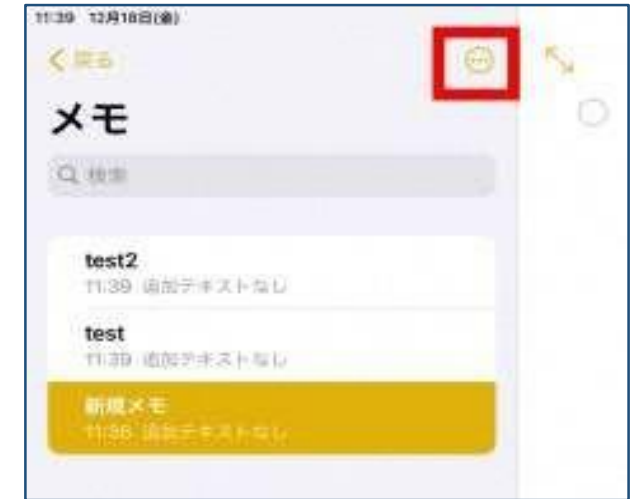 11:39 12月18日(金)
戻る
メモ
検索
test2
11:39 追加テキストなし
test
11:39 追加テキストなし
新規メモ
11:36 追加テキストなし